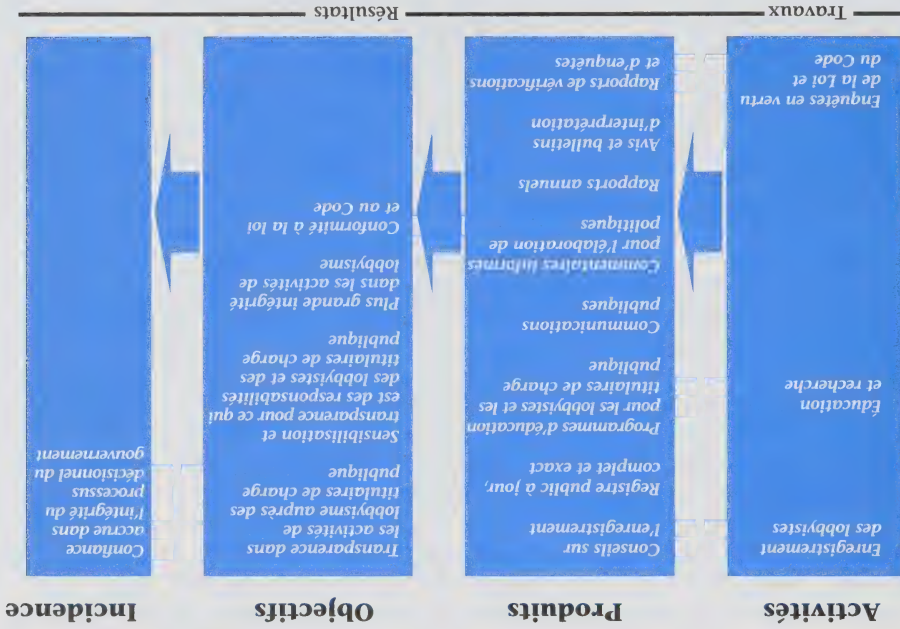 Activités
Produits
Objectifs
Incidence
Enregistrement
des lobbyistes
Éducation
et recherche
Enquêtes en vertu
de la Loi et
du Code
Conseils sur
l'enregistrement
Registre public à jour,
complet et exact
Programmes d'éducation
pour les lobbyistes et les
titulaires de charge
publique
Communications
publiques
Commentaires informés
pour l'élaboration de
politiques
Rapports annuels
Avis et bulletins
d'interprétation
Rapports de vérifications
et d'enquêtes
Transparence dans
les activités de
lobbyisme auprès des
titulaires de charge
publique
Sensibilisation et
transparence pour ce qui
est des responsabilités
des lobbyistes et des
titulaires de charge
publique
Plus grande intégrité
dans les activités de
lobbyisme
Conformité à la loi
et au Code
Confiance
accrue dans
l'intégrité du
processus
décisionnel du
gouvernement
Travaux
Résultats